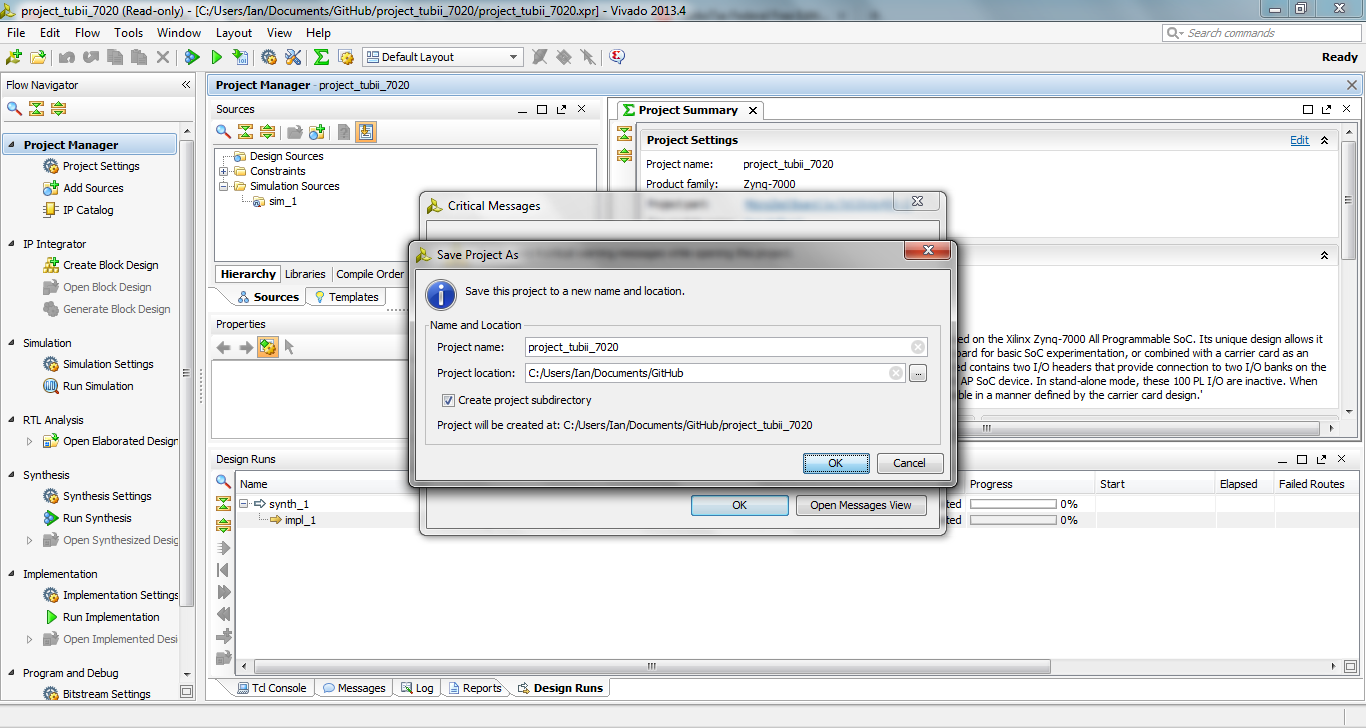 project_tubii_7020 (Read-only) - [C:/Users/Ian/Documents/GitHub/project_tubii_7020/project_tubii_7020.xpr] - Vivado 2013.4
File Edit Flow Tools Window Layout View Help
Search commands
Default Layout
Ready
Flow Navigator
Project Manager
Project Settings
Add Sources
IP Catalog
IP Integrator
Create Block Design
Open Block Design
Generate Block Design
Simulation
Simulation Settings
Run Simulation
RTL Analysis
Open Elaborated Design
Synthesis
Synthesis Settings
Run Synthesis
Open Synthesized Desig
Implementation
Implementation Settings
Run Implementation
Open Implemented Desi
Program and Debug
Bitstream Settings
Project Manager - project_tubii_7020
Sources
Design Sources
Constraints
Simulation Sources
sim_1
Hierarchy Libraries Compile Order
Sources Templates
Properties
Project Summary
Project Settings
Edit
Project name: project_tubii_7020
Product family: Zynq-7000
ed on the Xilinx Zynq-7000 All Programmable SoC. Its unique design allows it
oard for basic SoC experimentation, or combined with a carrier card as an
ed contains two I/O headers that provide connection to two I/O banks on the
AP SoC device. In stand-alone mode, these 100 PL I/O are inactive. When
ble in a manner defined by the carrier card design.'
Critical Messages
Save Project As
Save this project to a new name and location.
Name and Location
Project name: project_tubii_7020
Project location: C:/Users/Ian/Documents/GitHub
...
Create project subdirectory
Project will be created at: C:/Users/Ian/Documents/GitHub/project_tubii_7020
OK Cancel
OK Open Messages View
Design Runs
Name Progress Start Elapsed Failed Routes
synth_1 ted 0%
impl_1 ted 0%
Tcl Console Messages Log Reports Design Runs